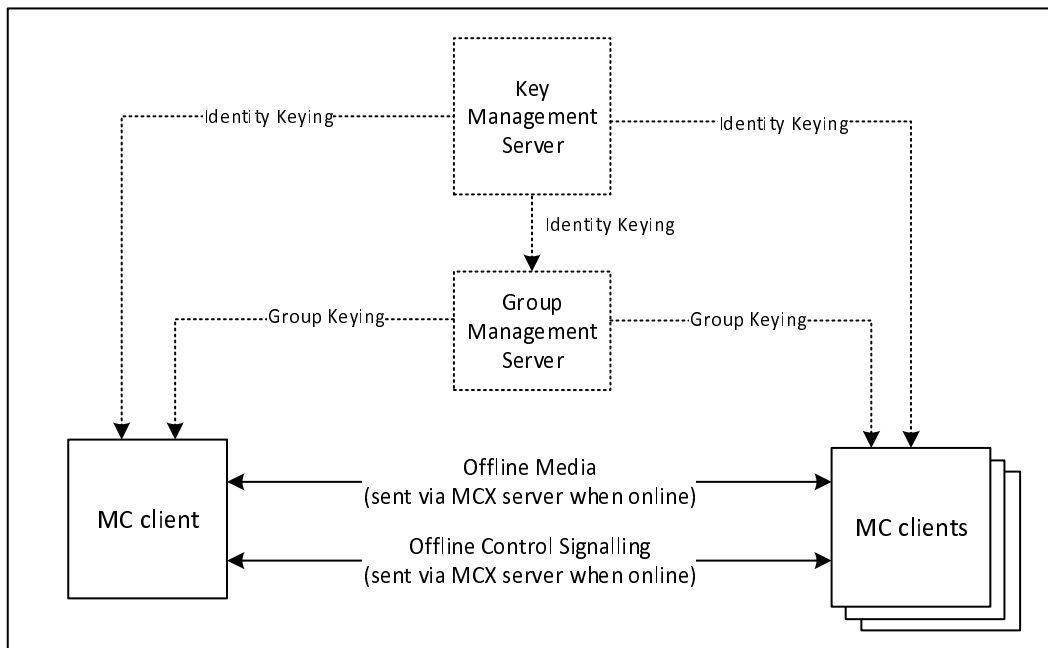 Key
Management
Server
Identity Keying
Identity Keying
Identity Keying
Group
Management
Server
Group Keying
Group Keying
MC client
Offline Media
(sent via MCX server when online)
Offline Control Signalling
(sent via MCX server when online)
MC clients